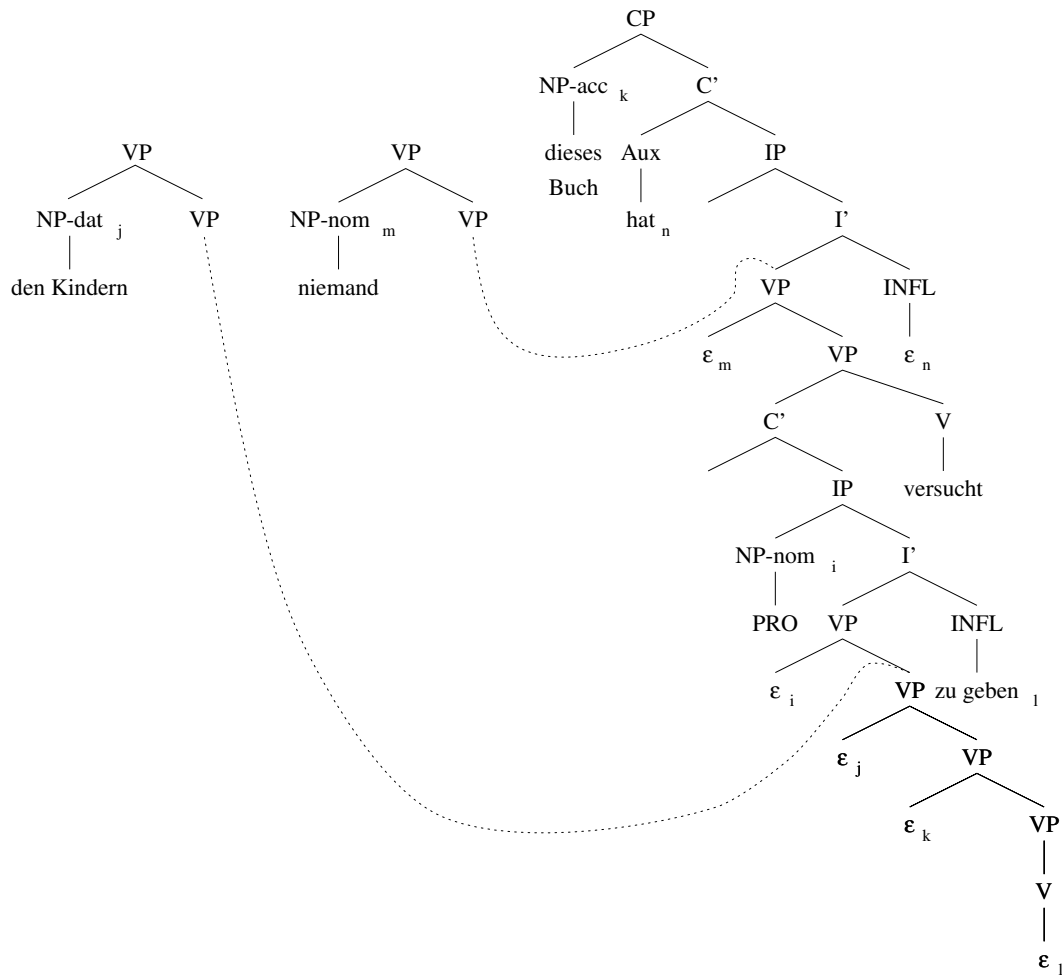 CP
NP-acc k C'
VP VP dieses Aux IP
Buch
NP-dat j VP NP-nom m VP hat n I'
den Kindern niemand VP INFL
ε m VP ε n
C' V
IP versucht
NP-nom i I'
PRO VP INFL
ε i VP zu geben l
ε j VP
ε k VP
V
ε l